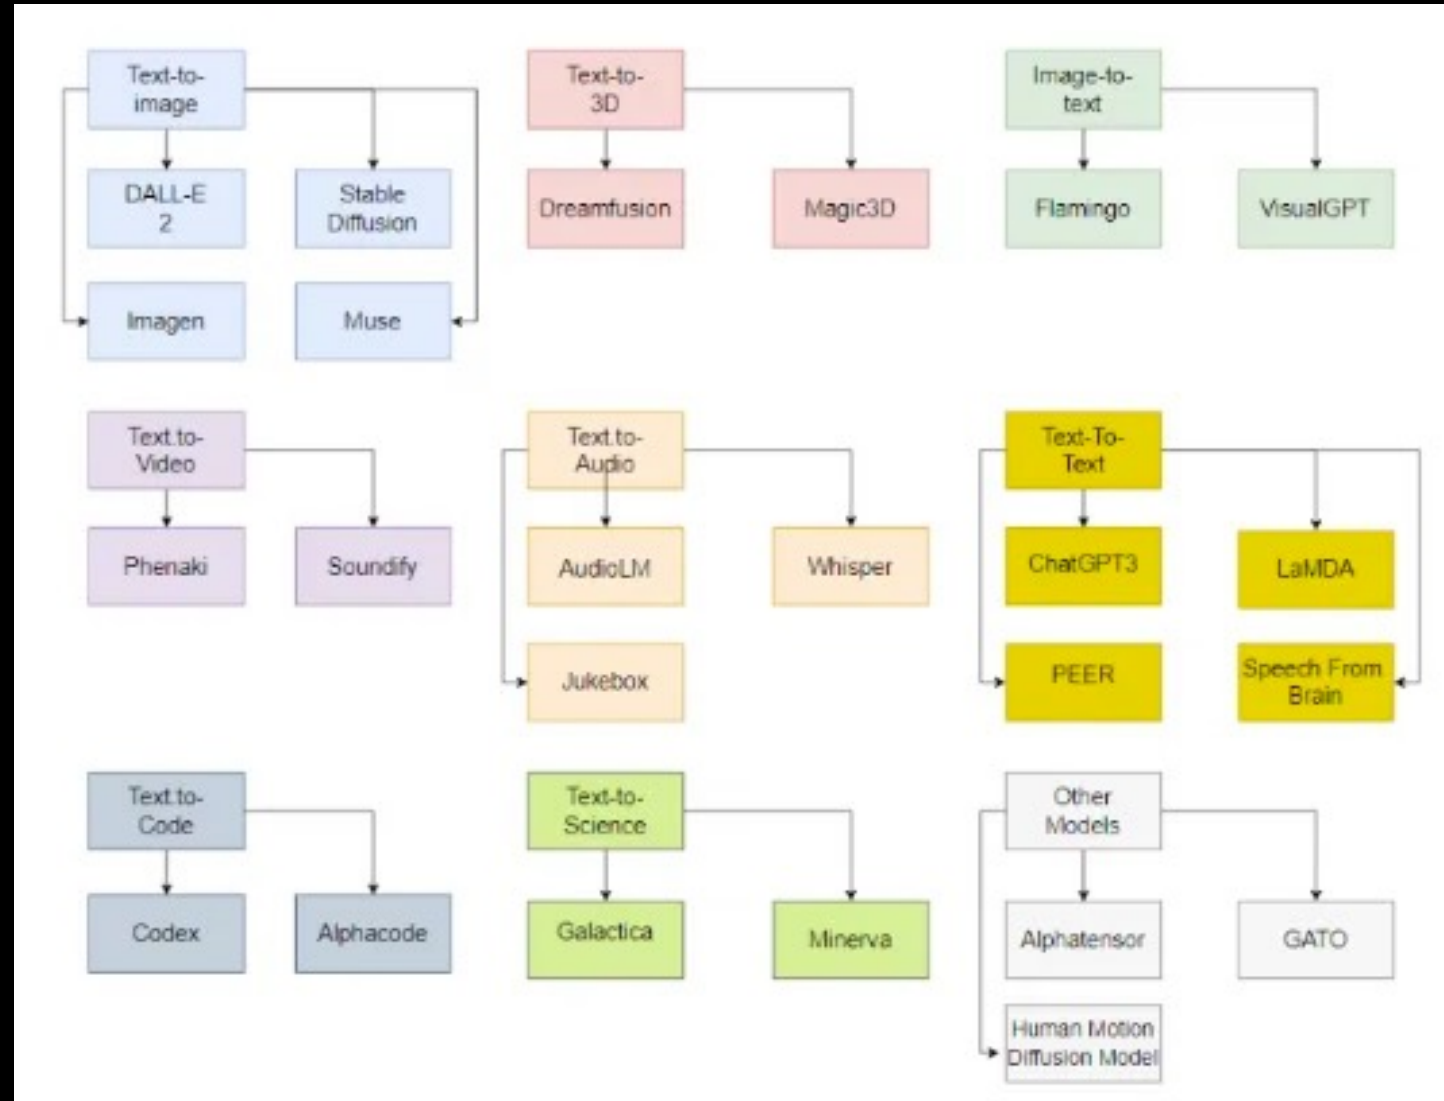 Text-to-
image
Text-to-
3D
Image-to-
text
DALL-E
2
Stable
Diffusion
Dreamfusion
Magic3D
Flamingo
VisualGPT
Imagen
Muse
Text.to-
Video
Text.to-
Audio
Text-To-
Text
Phenaki
Soundify
AudioLM
Whisper
ChatGPT3
LaMDA
Jukebox
PEER
Speech From
Brain
Text.to-
Code
Text-to-
Science
Other
Models
Codex
Alphacode
Galactica
Minerva
Alphatensor
GATO
Human Motion
Diffusion Model